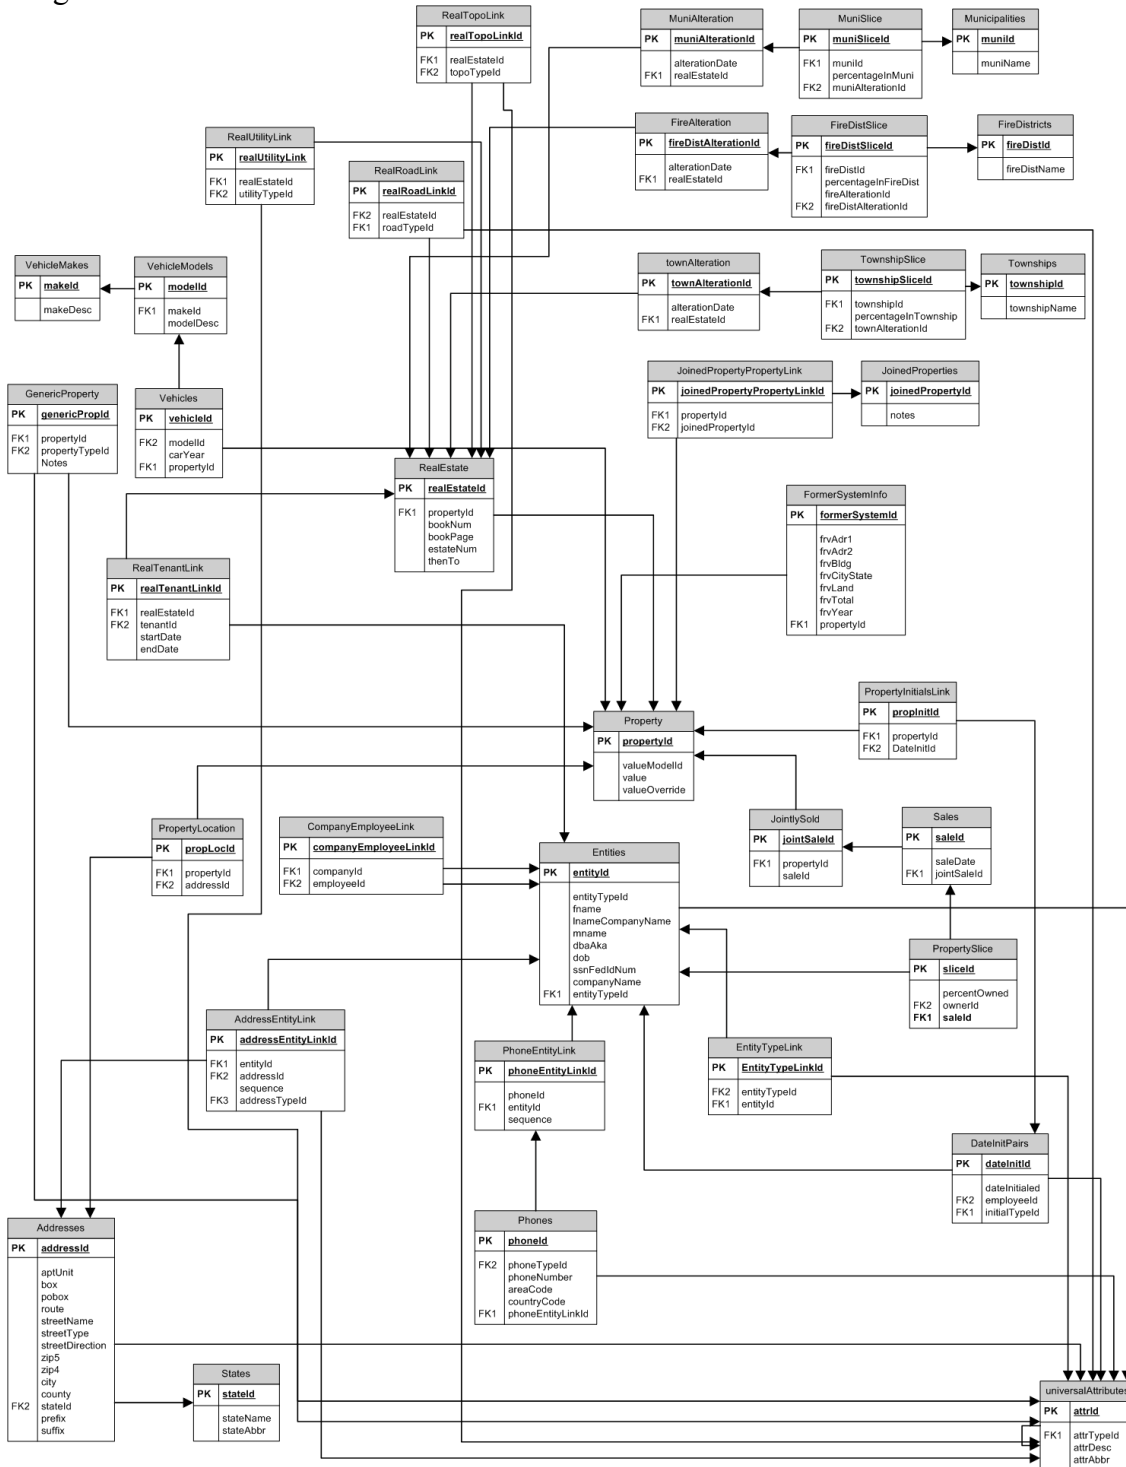 RealTopoLink
PK realTopoLinkId
FK1 realEstateId
FK2 topoTypeId
MuniAlteration
PK muniAlterationId
alterationDate
FK1 realEstateId
MuniSlice
PK muniSliceId
FK1 muniId
percentageInMuni
FK2 muniAlterationId
Municipalities
PK muniId
muniName
RealUtilityLink
PK realUtilityLink
FK1 realEstateId
FK2 utilityTypeId
RealRoadLink
PK realRoadLinkId
FK2 realEstateId
FK1 roadTypeId
FireAlteration
PK fireDistAlterationId
alterationDate
FK1 realEstateId
FireDistSlice
PK fireDistSliceId
FK1 fireDistId
percentageInFireDist
fireAlterationId
FK2 fireDistAlterationId
FireDistricts
PK fireDistId
fireDistName
VehicleMakes
PK makeId
makeDesc
VehicleModels
PK modelId
FK1 makeId
modelDesc
townAlteration
PK townAlterationId
alterationDate
FK1 realEstateId
TownshipSlice
PK townshipSliceId
FK1 townshipId
percentageInTownship
FK2 townAlterationId
Townships
PK townshipId
townshipName
GenericProperty
PK genericPropId
FK1 propertyId
FK2 propertyTypeId
Notes
Vehicles
PK vehicleId
FK2 modelId
carYear
FK1 propertyId
JoinedPropertyPropertyLink
PK joinedPropertyPropertyLinkId
FK1 propertyId
FK2 joinedPropertyId
JoinedProperties
PK joinedPropertyId
notes
RealEstate
PK realEstateId
FK1 propertyId
bookNum
bookPage
estateNum
thenTo
FormerSystemInfo
PK formerSystemId
frvAdr1
frvAdr2
frvBldg
frvCityState
frvLand
frvTotal
frvYear
FK1 propertyId
RealTenantLink
PK realTenantLinkId
FK1 realEstateId
FK2 tenantId
startDate
endDate
Property
PK propertyId
valueModelId
value
valueOverride
PropertyInitialsLink
PK propInitId
FK1 propertyId
FK2 DateInitId
PropertyLocation
PK propLocId
FK1 propertyId
FK2 addressId
CompanyEmployeeLink
PK companyEmployeeLinkId
FK1 companyId
FK2 employeeId
JointlySold
PK jointSaleId
FK1 propertyId
saleId
Sales
PK saleId
saleDate
FK1 jointSaleId
Entities
PK entityId
entityTypeId
fname
lnameCompanyName
mname
dbaAka
dob
ssnFedIdNum
companyName
FK1 entityTypeId
PropertySlice
PK sliceId
percentOwned
FK2 ownerId
FK1 saleId
AddressEntityLink
PK addressEntityLinkId
FK1 entityId
FK2 addressId
sequence
FK3 addressTypeId
PhoneEntityLink
PK phoneEntityLinkId
phoneId
FK1 entityId
sequence
EntityTypeLink
PK EntityTypeLinkId
FK2 entityTypeId
FK1 entityId
DateInitPairs
PK dateInitId
dateInitialed
FK2 employeeId
FK1 initialTypeId
Addresses
PK addressId
aptUnit
box
pobox
route
streetName
streetType
streetDirection
zip5
zip4
city
county
FK2 stateId
prefix
suffix
Phones
PK phoneId
FK2 phoneTypeId
phoneNumber
areaCode
countryCode
FK1 phoneEntityLinkId
States
PK stateId
stateName
stateAbbr
universalAttributes
PK attrId
FK1 attrTypeId
attrDesc
attrAbbr